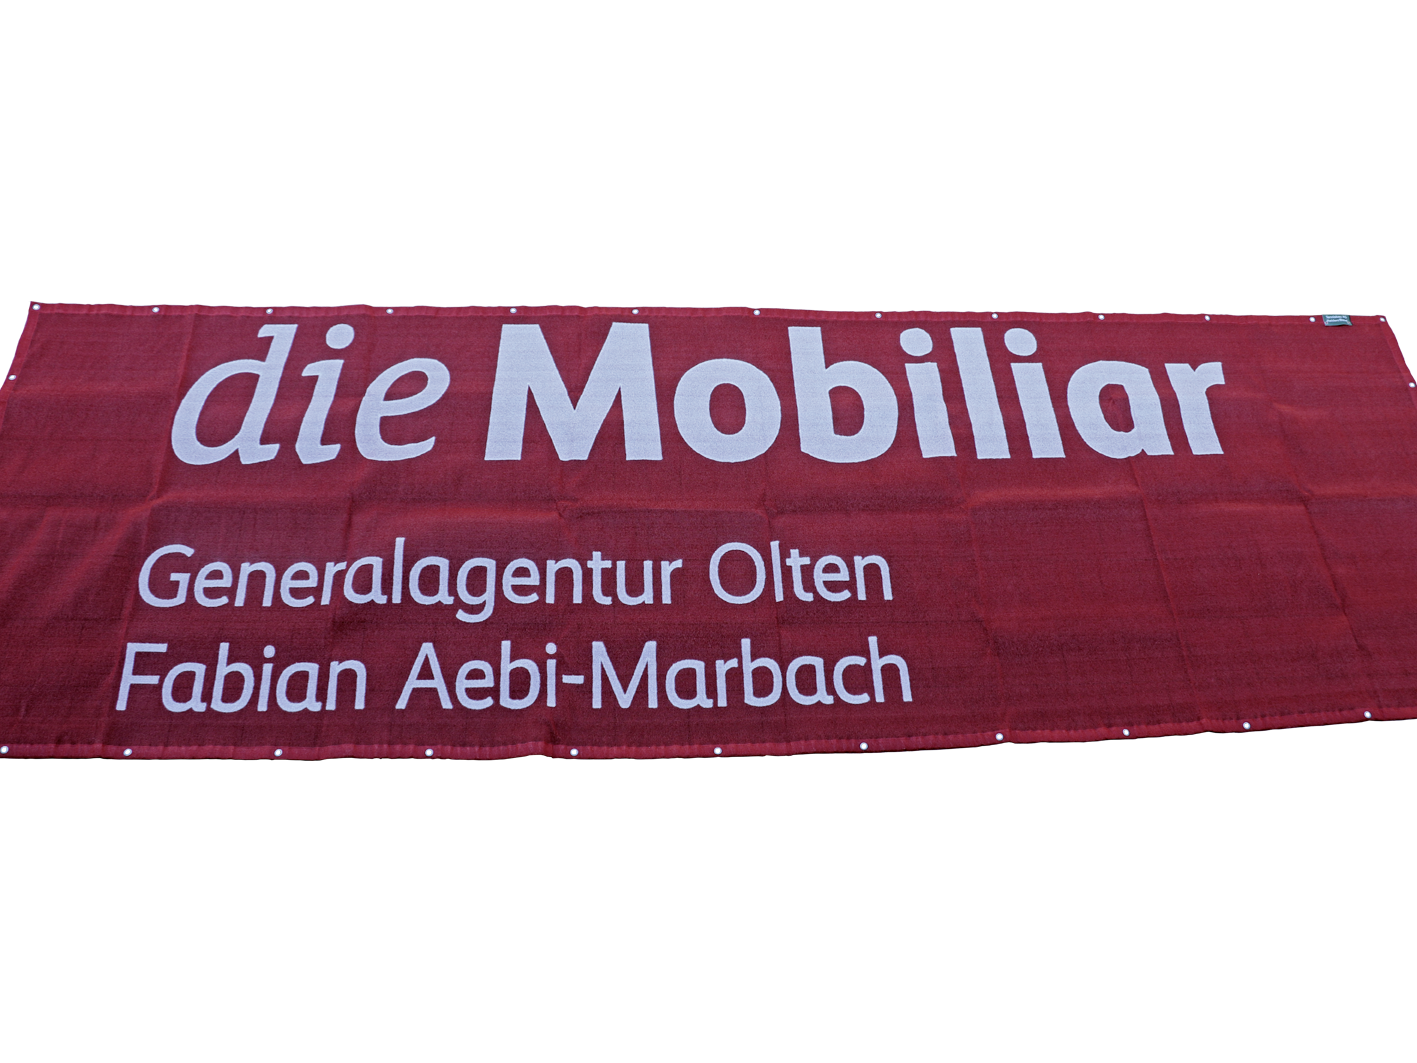 die Mobiliar
Generalagentur Olten
Fabian Aebi-Marbach